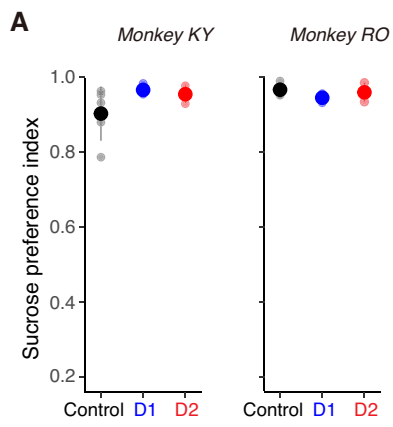 A
Monkey KY
Monkey RO
Sucrose preference index
1.0
0.8
0.6
0.4
0.2
Control D1 D2
Control D1 D2